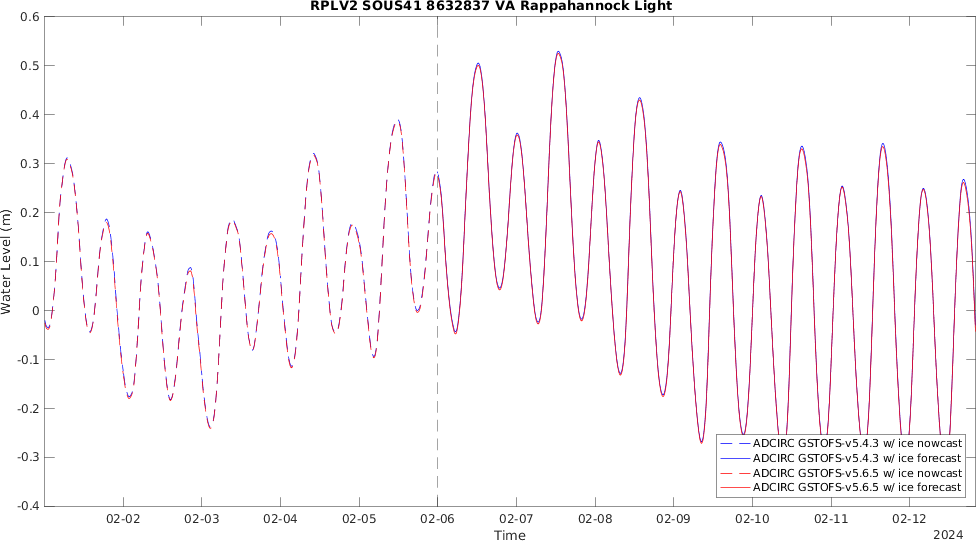 RPLV2 SOUS41 8632837 VA Rappahannock Light
Water Level (m)
0.6
0.5
0.4
0.3
0.2
0.1
0
-0.1
-0.2
-0.3
-0.4
02-02 02-03 02-04 02-05 02-06 02-07 02-08 02-09 02-10 02-11 02-12
Time
2024
ADCIRC GSTOFS-v5.4.3 w/ ice nowcast
ADCIRC GSTOFS-v5.4.3 w/ ice forecast
ADCIRC GSTOFS-v5.6.5 w/ ice nowcast
ADCIRC GSTOFS-v5.6.5 w/ ice forecast